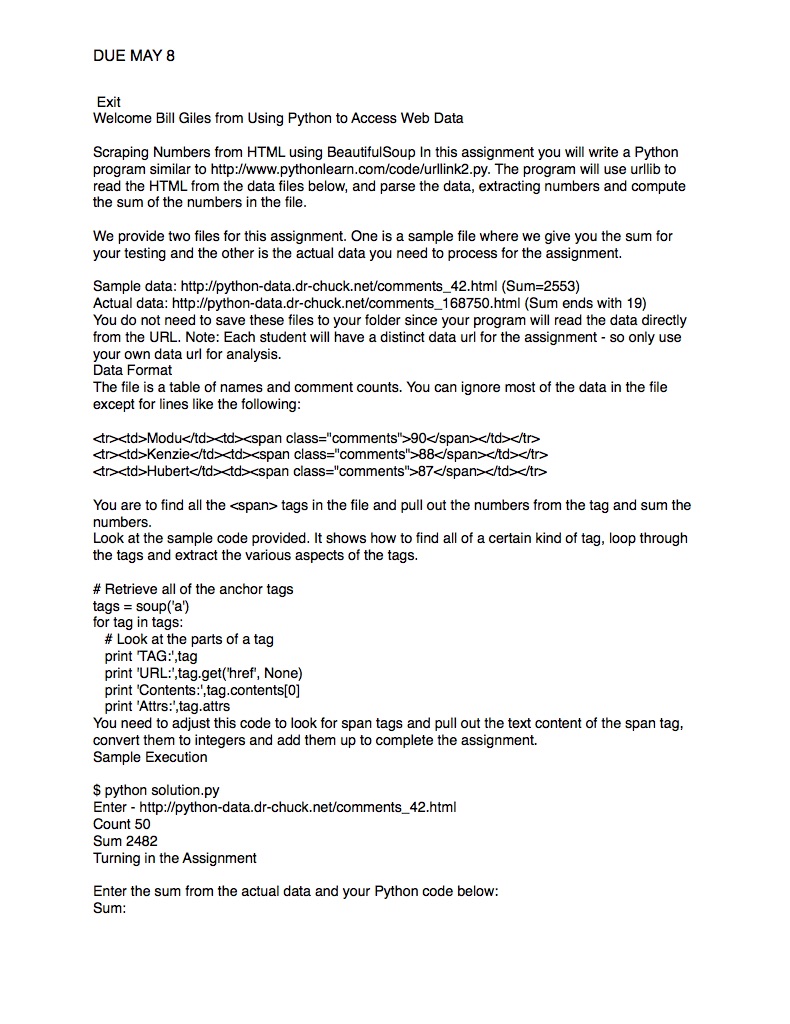 DUE MAY 8
Exit
Welcome Bill Giles from Using Python to Access Web Data
Scraping Numbers from HTML using BeautifulSoup In this assignment you will write a Python
program similar to http://www.pythonlearn.com/code/urllink2.py. The program will use urllib to
read the HTML from the data files below, and parse the data, extracting numbers and compute
the sum of the numbers in the file.
We provide two files for this assignment. One is a sample file where we give you the sum for
your testing and the other is the actual data you need to process for the assignment.
Sample data: http://python-data.dr-chuck.net/comments_42.html (Sum=2553)
Actual data: http://python-data.dr-chuck.net/comments_168750.html (Sum ends with 19)
You do not need to save these files to your folder since your program will read the data directly
from the URL. Note: Each student will have a distinct data url for the assignment - so only use
your own data url for analysis.
Data Format
The file is a table of names and comment counts. You can ignore most of the data in the file
except for lines like the following:
<tr><td>Modu</td><td><span class="comments">90</span></td></tr>
<tr><td>Kenzie</td><td><span class="comments">88</span></td></tr>
<tr><td>Hubert</td><td><span class="comments">87</span></td></tr>
You are to find all the <span> tags in the file and pull out the numbers from the tag and sum the
numbers.
Look at the sample code provided. It shows how to find all of a certain kind of tag, loop through
the tags and extract the various aspects of the tags.
# Retrieve all of the anchor tags
tags = soup('a')
for tag in tags:
# Look at the parts of a tag
print 'TAG:',tag
print 'URL:',tag.get('href', None)
print 'Contents:',tag.contents[0]
print 'Attrs:',tag.attrs
You need to adjust this code to look for span tags and pull out the text content of the span tag,
convert them to integers and add them up to complete the assignment.
Sample Execution
$ python solution.py
Enter - http://python-data.dr-chuck.net/comments_42.html
Count 50
Sum 2482
Turning in the Assignment
Enter the sum from the actual data and your Python code below:
Sum: